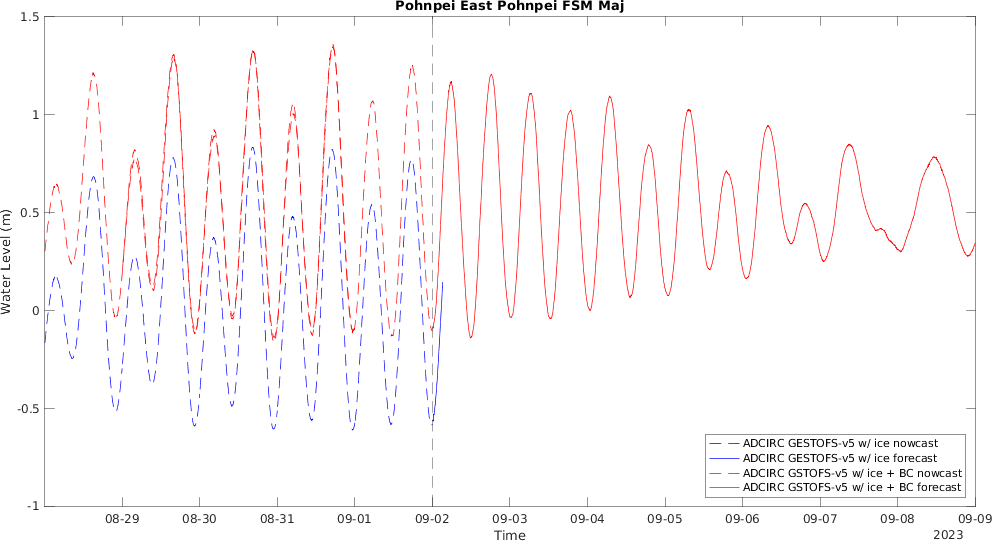 Pohnpei East Pohnpei FSM Maj
1.5
1
0.5
0
-0.5
-1
Water Level (m)
ADCIRC GESTOFS-v5 w/ ice nowcast
ADCIRC GESTOFS-v5 w/ ice forecast
ADCIRC GSTOFS-v5 w/ ice + BC nowcast
ADCIRC GSTOFS-v5 w/ ice + BC forecast
08-29 08-30 08-31 09-01 09-02 09-03 09-04 09-05 09-06 09-07 09-08 09-09
Time
2023